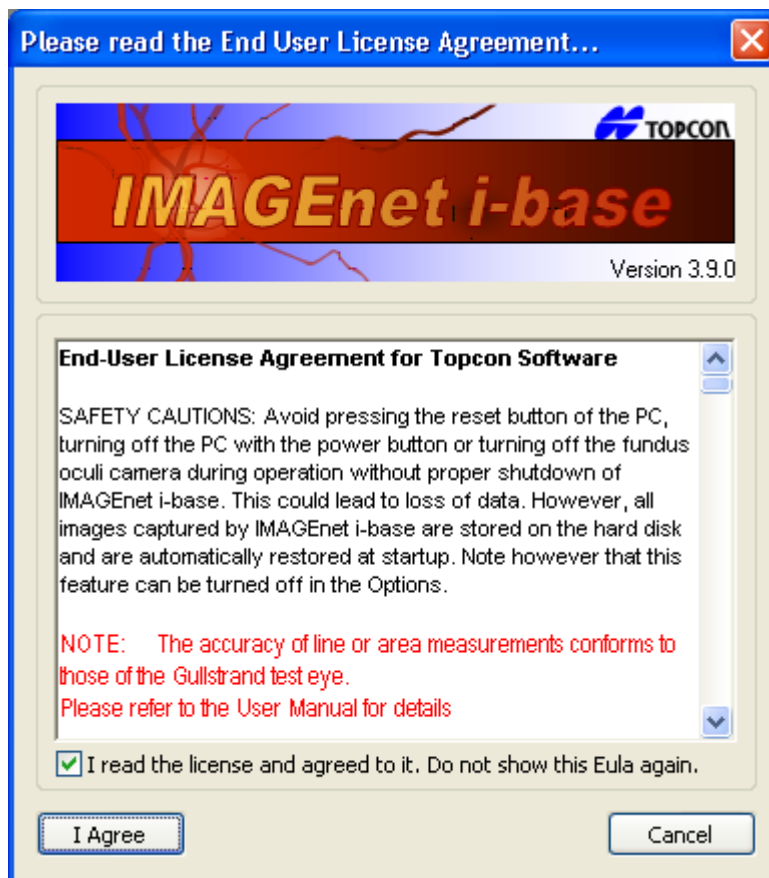 Please read the End User License Agreement...
TOPCON
IMAGEnet i-base
Version 3.9.0
End-User License Agreement for Topcon Software
SAFETY CAUTIONS: Avoid pressing the reset button of the PC,
turning off the PC with the power button or turning off the fundus
oculi camera during operation without proper shutdown of
IMAGEnet i-base. This could lead to loss of data. However, all
images captured by IMAGEnet i-base are stored on the hard disk
and are automatically restored at startup. Note however that this
feature can be turned off in the Options.
NOTE: The accuracy of line or area measurements conforms to
those of the Gullstrand test eye.
Please refer to the User Manual for details
I read the license and agreed to it. Do not show this Eula again.
I Agree
Cancel